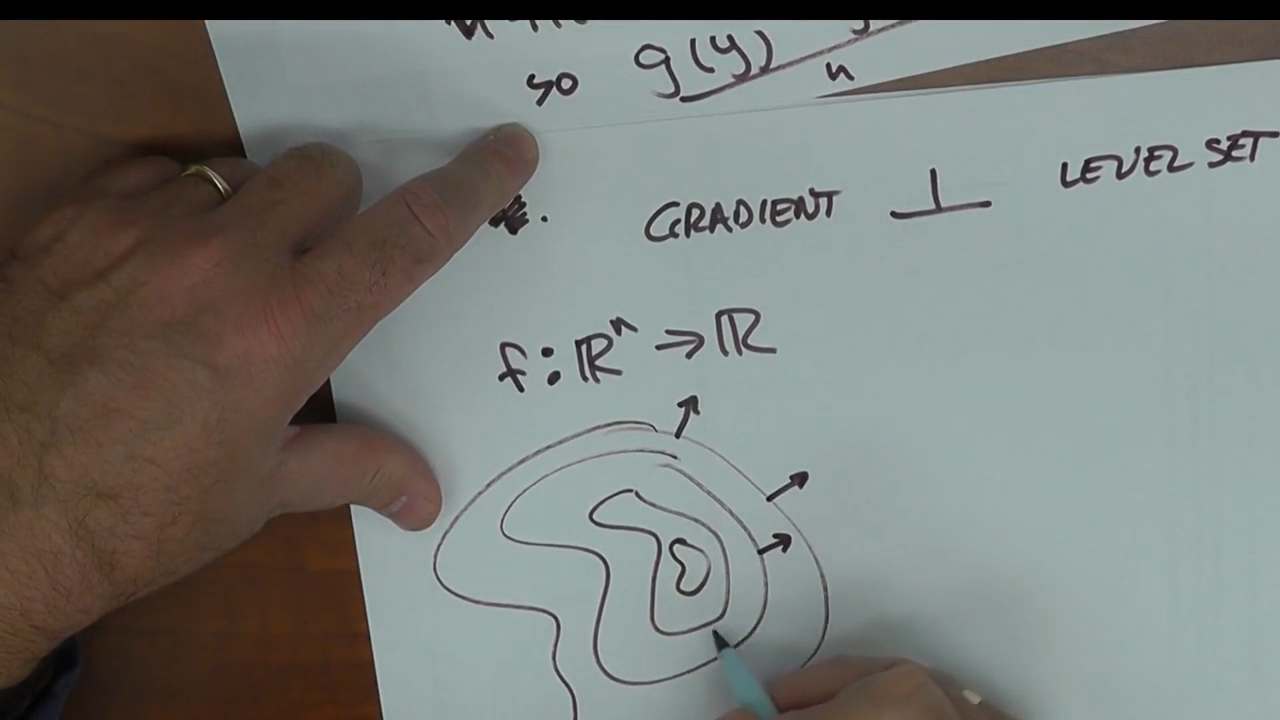 so g(y)
n
GRADIENT ⊥ LEVEL SET
f: ℝⁿ → ℝ